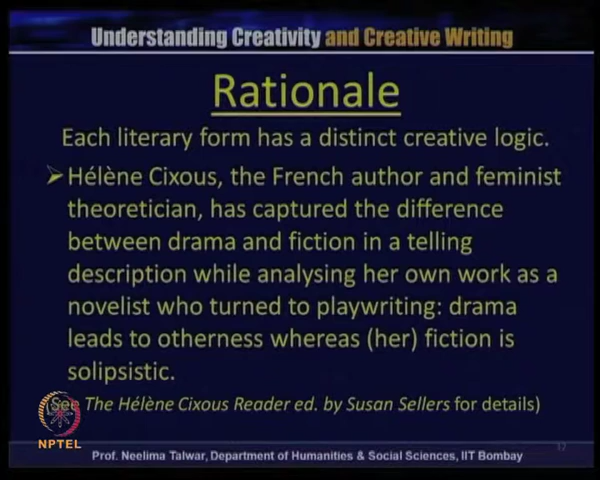 Understanding Creativity and Creative Writing
Rationale
Each literary form has a distinct creative logic.
➤Hélène Cixous, the French author and feminist
theoretician, has captured the difference
between drama and fiction in a telling
description while analysing her own work as a
novelist who turned to playwriting: drama
leads to otherness whereas (her) fiction is
solipsistic.
(See The Hélène Cixous Reader ed. by Susan Sellers for details)
NPTEL
17
Prof. Neelima Talwar, Department of Humanities & Social Sciences, IIT Bombay